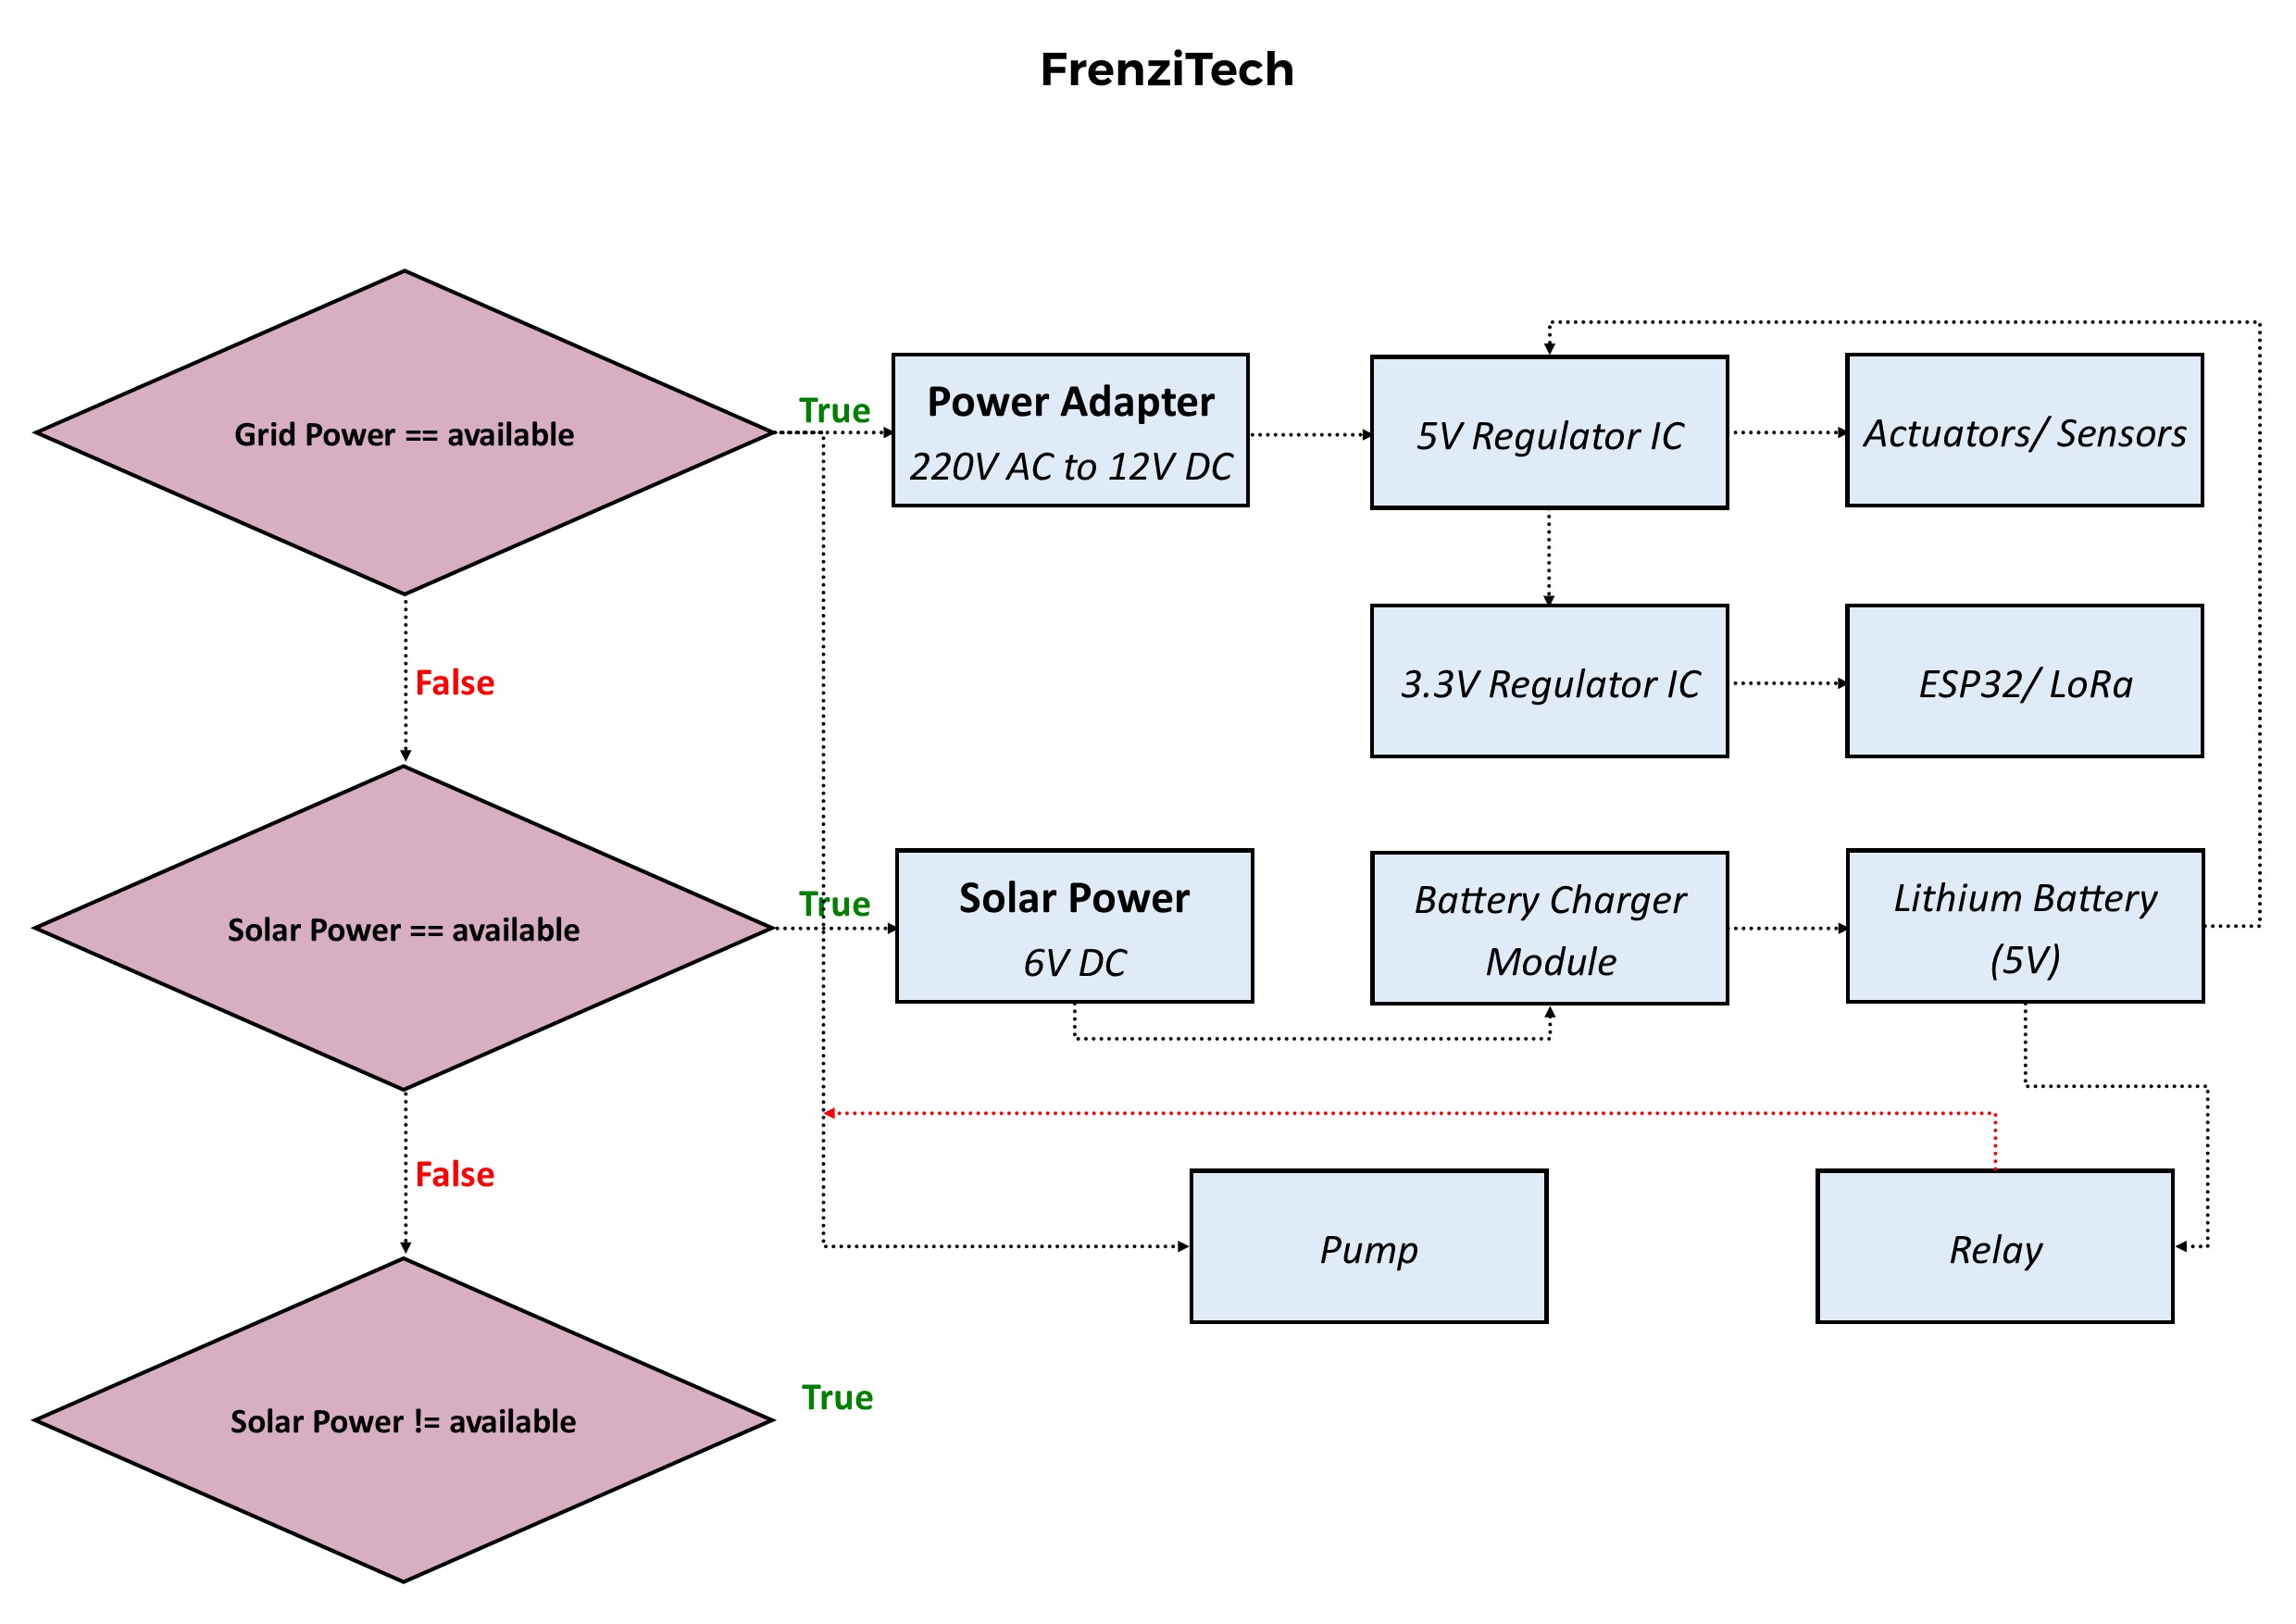 FrenziTech
Grid Power == available
True
Power Adapter
220V AC to 12V DC
5V Regulator IC
Actuators/ Sensors
False
3.3V Regulator IC
ESP32/ LoRa
Solar Power == available
True
Solar Power
6V DC
Battery Charger
Module
Lithium Battery
(5V)
False
Pump
Relay
Solar Power != available
True